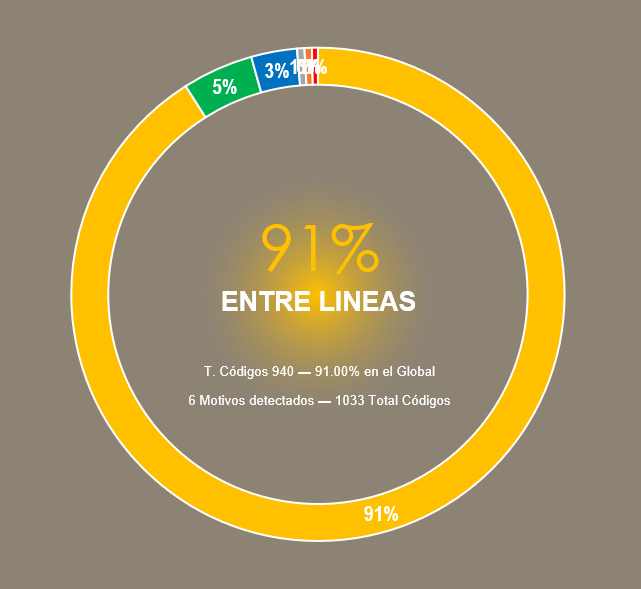 5%
3%
91%
ENTRE LINEAS
T. Códigos 940 — 91.00% en el Global
6 Motivos detectados — 1033 Total Códigos
91%